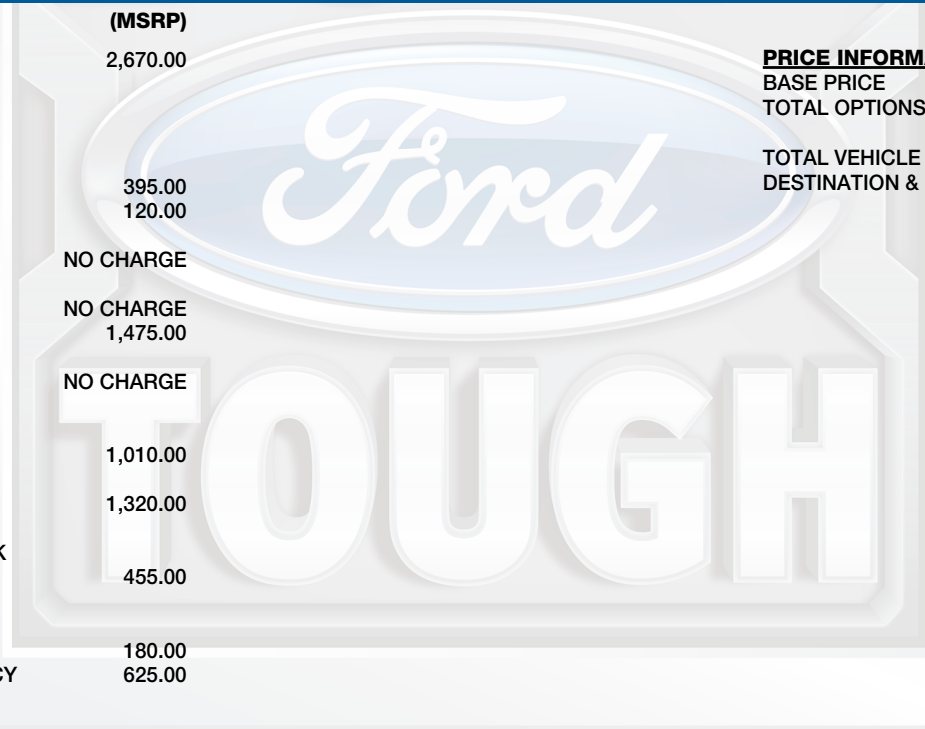 (MSRP)
2,670.00
395.00
120.00
NO CHARGE
NO CHARGE
1,475.00
NO CHARGE
1,010.00
1,320.00
K
455.00
180.00
CY 625.00
PRICE INFORMA
BASE PRICE
TOTAL OPTIONS
TOTAL VEHICLE
DESTINATION &
Ford
TOUGH